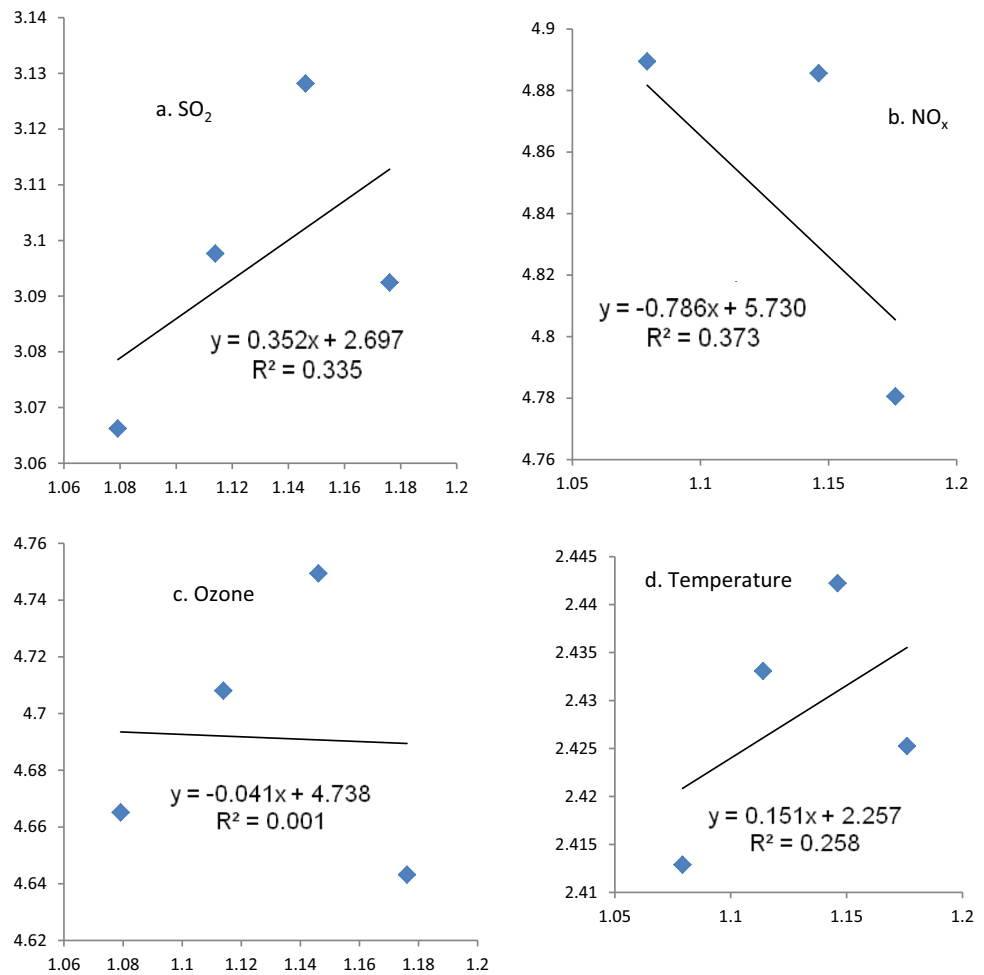 3.14
3.13
3.12
3.11
3.1
3.09
3.08
3.07
3.06
1.06 1.08 1.1 1.12 1.14 1.16 1.18 1.2
a. SO₂
y = 0.352x + 2.697
R² = 0.335
4.9
4.88
4.86
4.84
4.82
4.8
4.78
4.76
1.05 1.1 1.15 1.2
b. NOₓ
y = -0.786x + 5.730
R² = 0.373
4.76
4.74
4.72
4.7
4.68
4.66
4.64
4.62
1.06 1.08 1.1 1.12 1.14 1.16 1.18 1.2
c. Ozone
y = -0.041x + 4.738
R² = 0.001
2.445
2.44
2.435
2.43
2.425
2.42
2.415
2.41
1.05 1.1 1.15 1.2
d. Temperature
y = 0.151x + 2.257
R² = 0.258